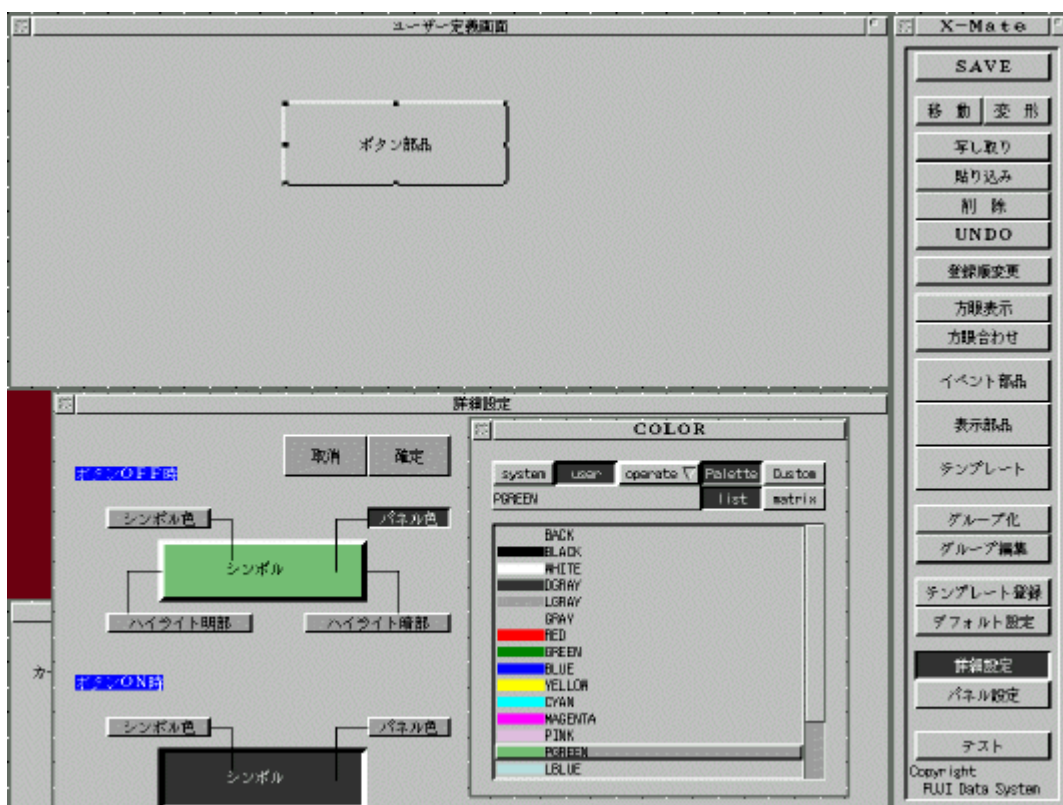 ユーザー定義画面
ボタン部品
X-Mate
SAVE
移 動 変 形
写し取り
貼り込み
削 除
UNDO
登録順変更
方眼表示
方眼合わせ
イベント部品
表示部品
テンプレート
グループ化
グループ編集
テンプレート登録
デフォルト設定
詳細設定
パネル設定
テスト
Copyright
FUJI Data System
詳細設定
取消 確定
ボタンOFF時
シンボル色 パネル色
シンボル
ハイライト明部 ハイライト暗部
ボタンON時
シンボル色 パネル色
シンボル
カ
COLOR
system user operate ▽ Palette Custom
PGREEN list matrix
BACK
BLACK
WHITE
DGRAY
LGRAY
GRAY
RED
GREEN
BLUE
YELLOW
CYAN
MAGENTA
PINK
PGREEN
LBLUE